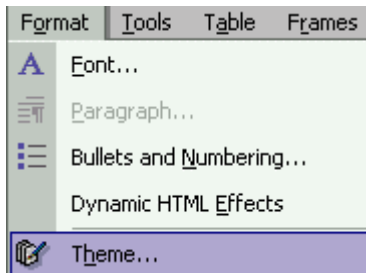 Format Tools Table Frames
Font...
Paragraph...
Bullets and Numbering...
Dynamic HTML Effects
Theme...